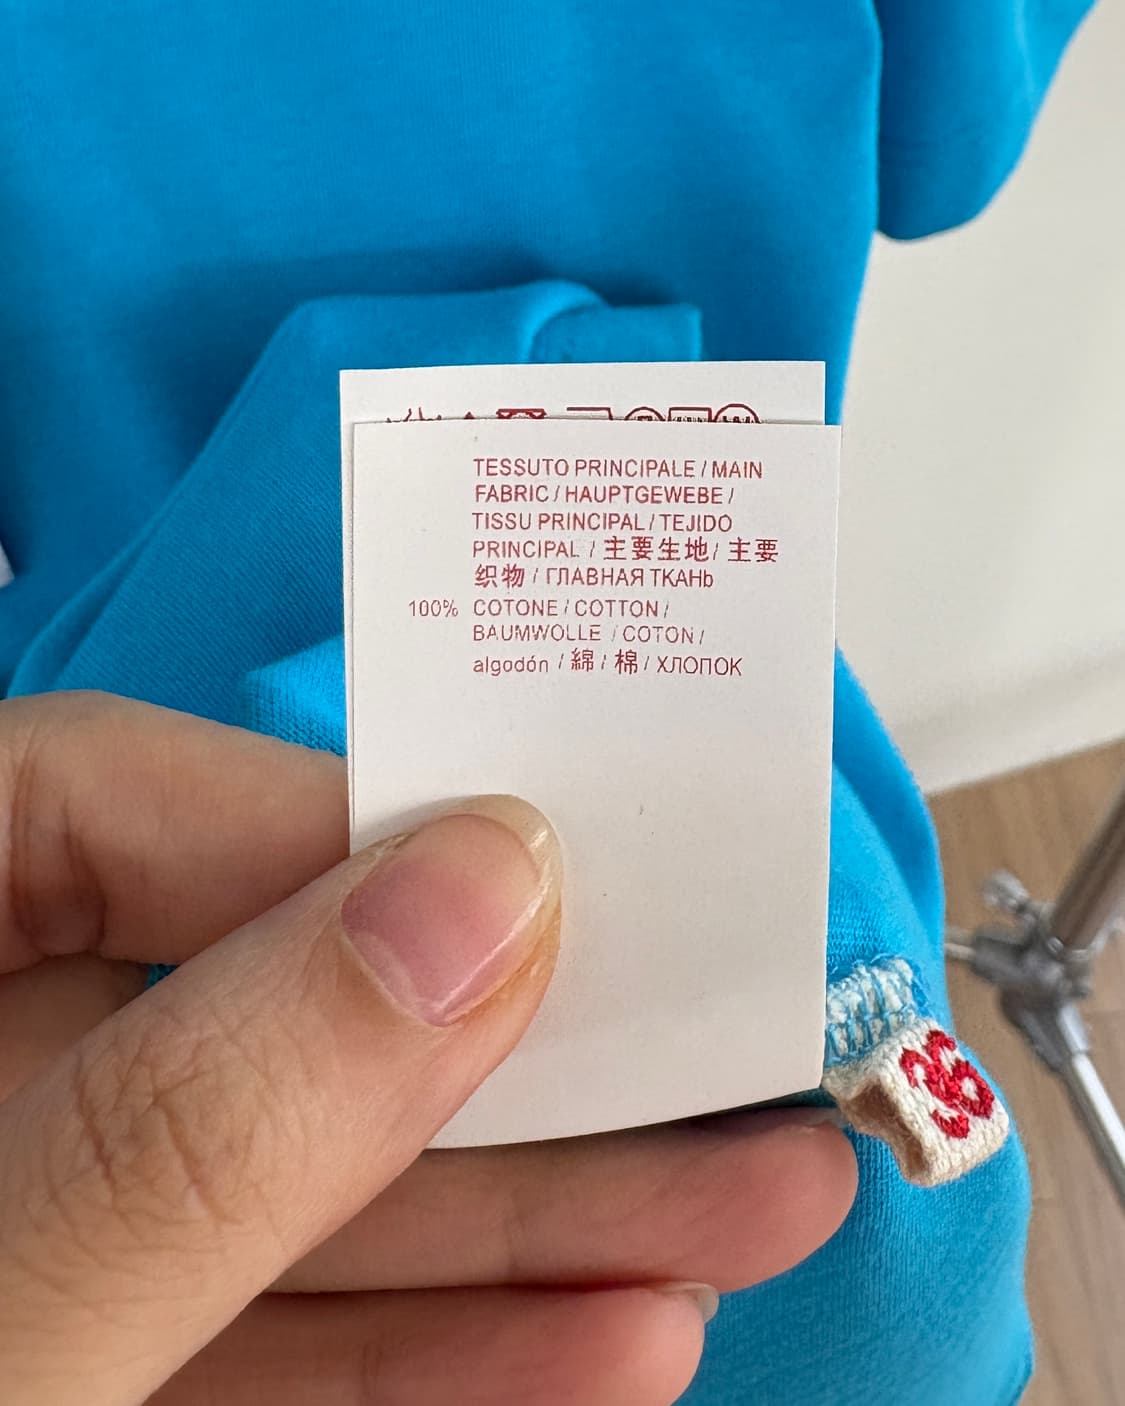 TESSUTO PRINCIPALE / MAIN
FABRIC / HAUPTGEWEBE /
TISSU PRINCIPAL / TEJIDO
PRINCIPAL / 主要生地 / 主要
织物 / ГЛАВНАЯ ТКАНЬ
100% COTONE / COTTON /
BAUMWOLLE / COTON /
algodón / 綿 / 棉 / ХЛОПОК
36